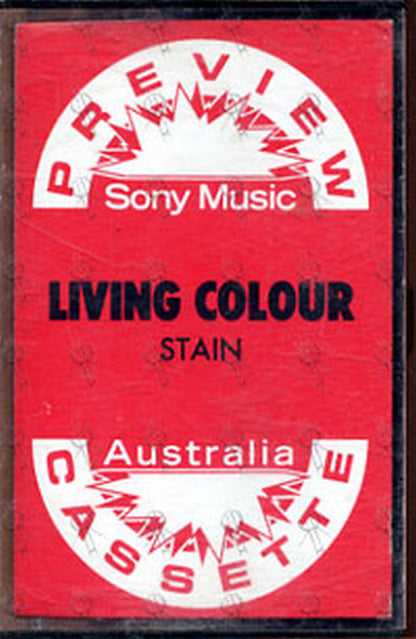 PREVIEW
Sony Music
LIVING COLOUR
STAIN
Australia
CASSETTE